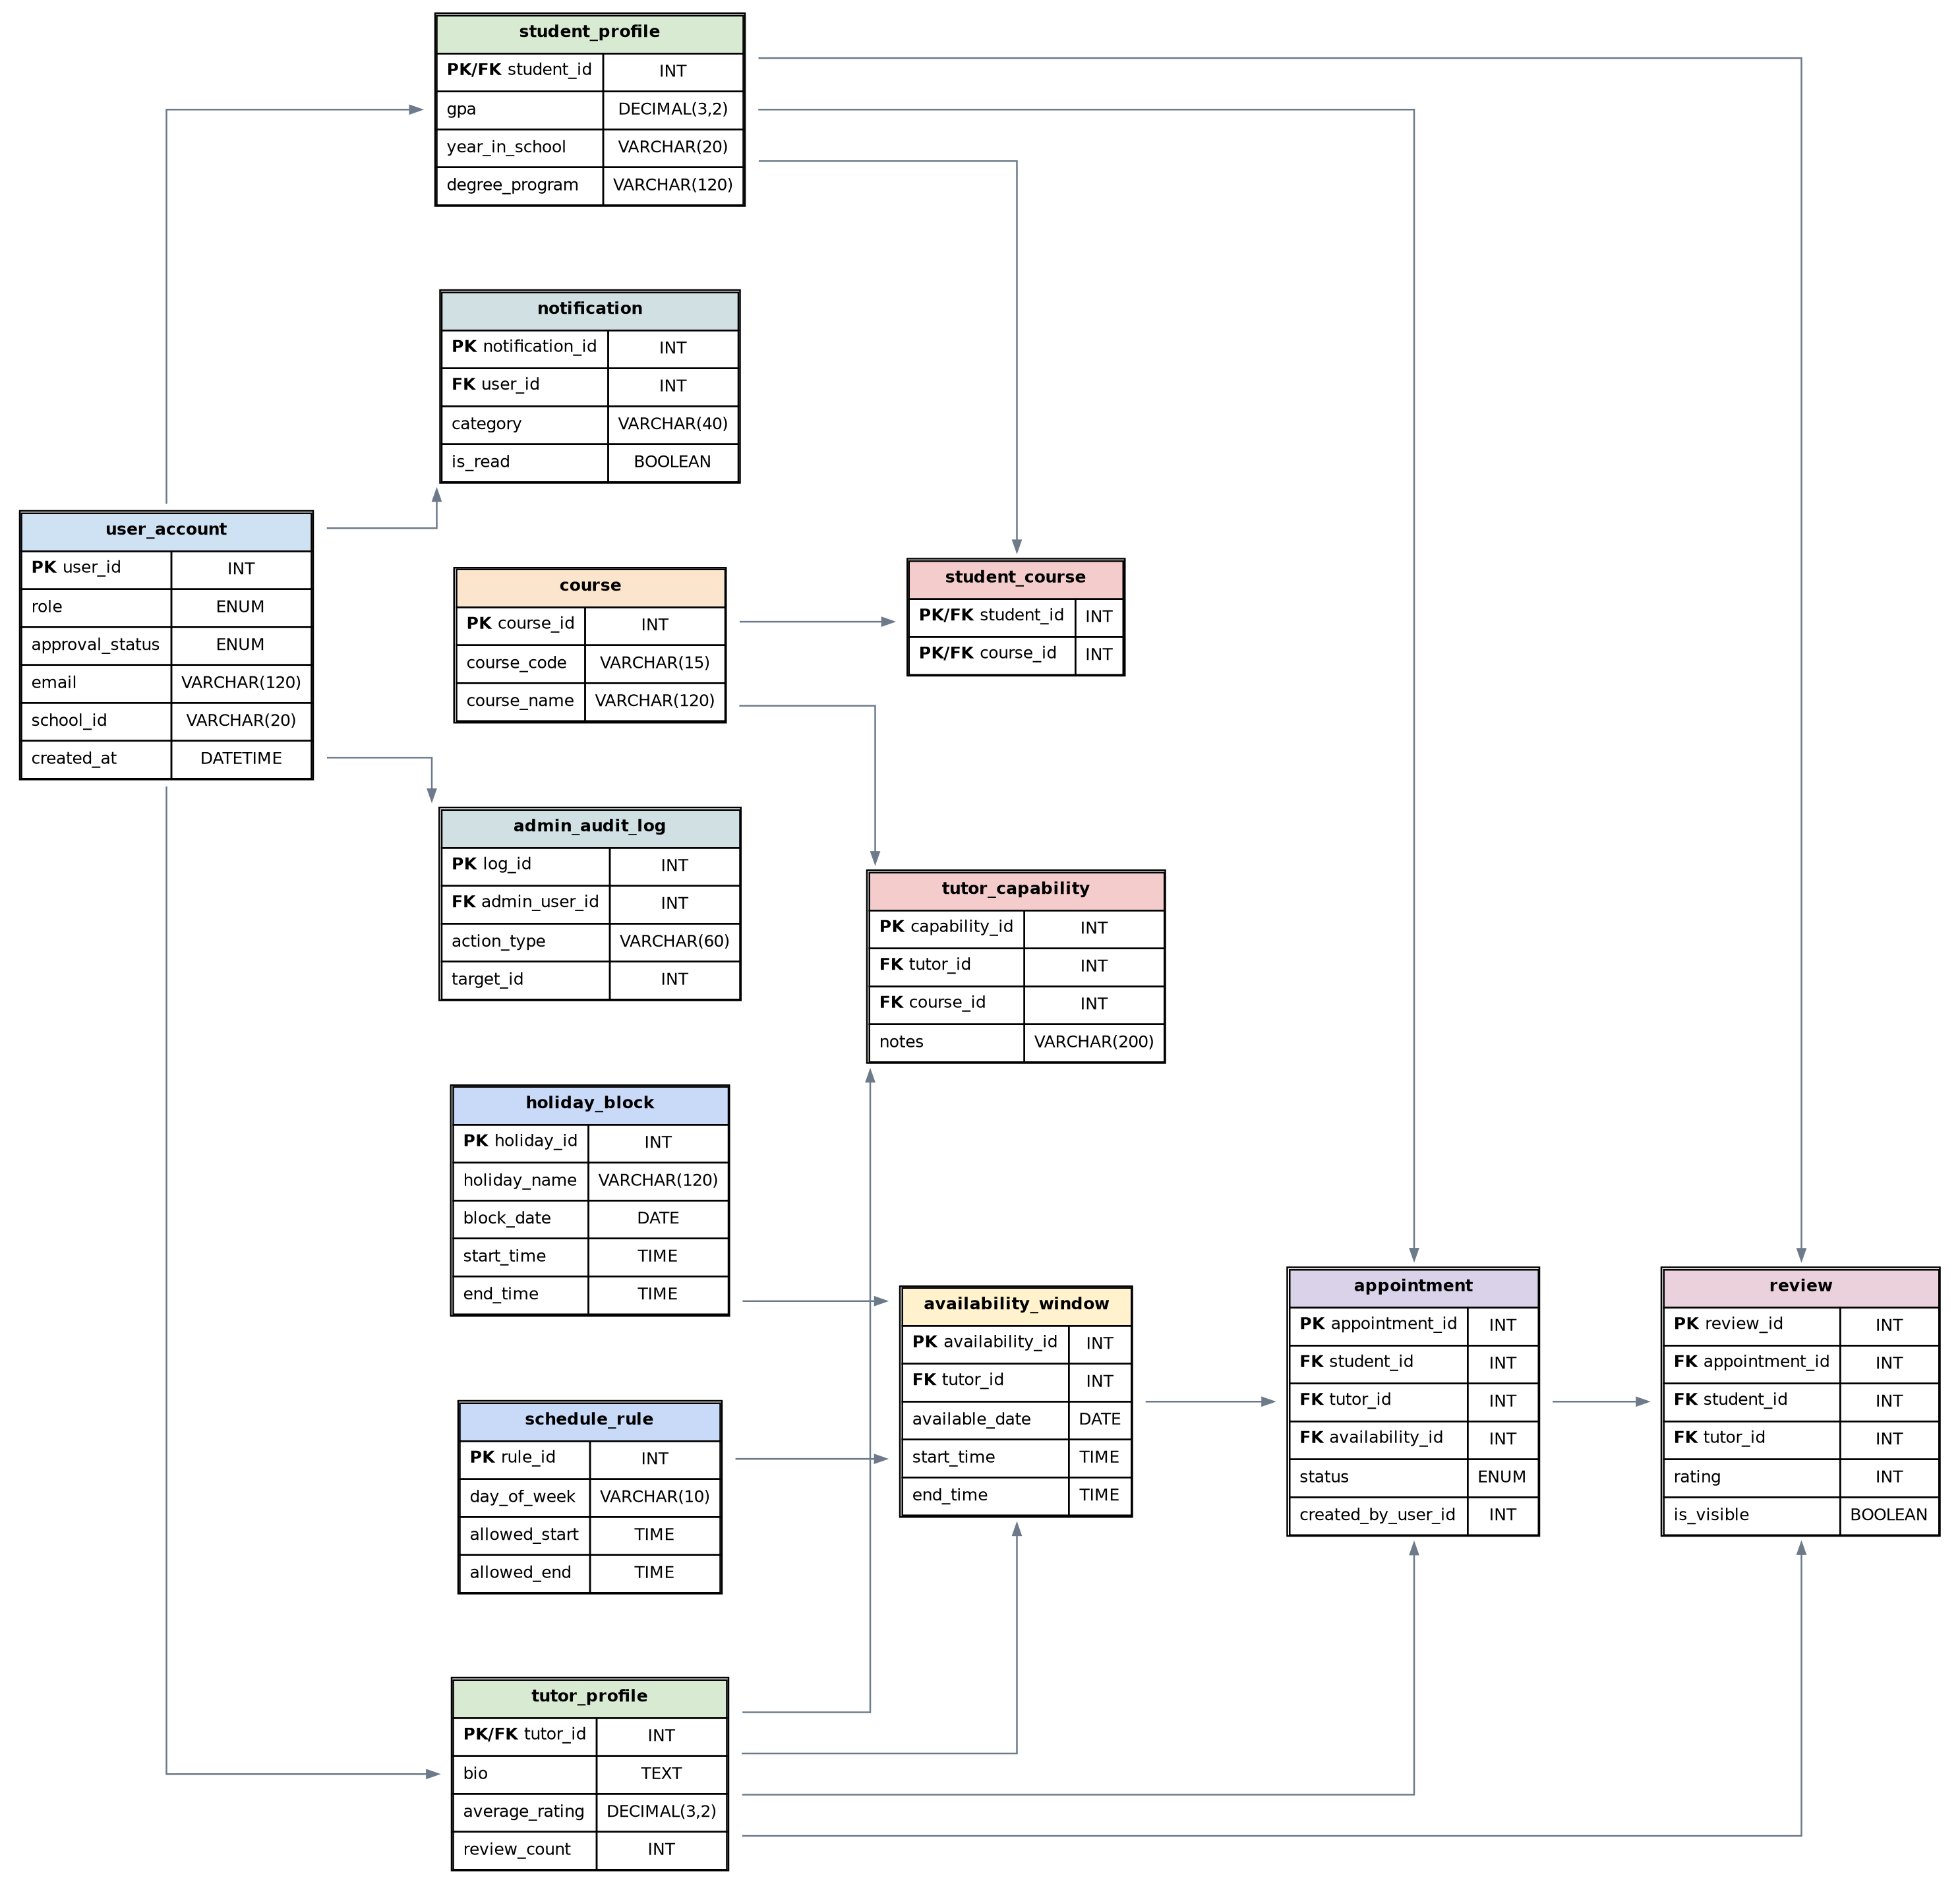 student_profile
PK/FK student_id INT
gpa DECIMAL(3,2)
year_in_school VARCHAR(20)
degree_program VARCHAR(120)
notification
PK notification_id INT
FK user_id INT
category VARCHAR(40)
is_read BOOLEAN
user_account
PK user_id INT
role ENUM
approval_status ENUM
email VARCHAR(120)
school_id VARCHAR(20)
created_at DATETIME
course
PK course_id INT
course_code VARCHAR(15)
course_name VARCHAR(120)
student_course
PK/FK student_id INT
PK/FK course_id INT
admin_audit_log
PK log_id INT
FK admin_user_id INT
action_type VARCHAR(60)
target_id INT
tutor_capability
PK capability_id INT
FK tutor_id INT
FK course_id INT
notes VARCHAR(200)
holiday_block
PK holiday_id INT
holiday_name VARCHAR(120)
block_date DATE
start_time TIME
end_time TIME
availability_window
PK availability_id INT
FK tutor_id INT
available_date DATE
start_time TIME
end_time TIME
appointment
PK appointment_id INT
FK student_id INT
FK tutor_id INT
FK availability_id INT
status ENUM
created_by_user_id INT
review
PK review_id INT
FK appointment_id INT
FK student_id INT
FK tutor_id INT
rating INT
is_visible BOOLEAN
schedule_rule
PK rule_id INT
day_of_week VARCHAR(10)
allowed_start TIME
allowed_end TIME
tutor_profile
PK/FK tutor_id INT
bio TEXT
average_rating DECIMAL(3,2)
review_count INT